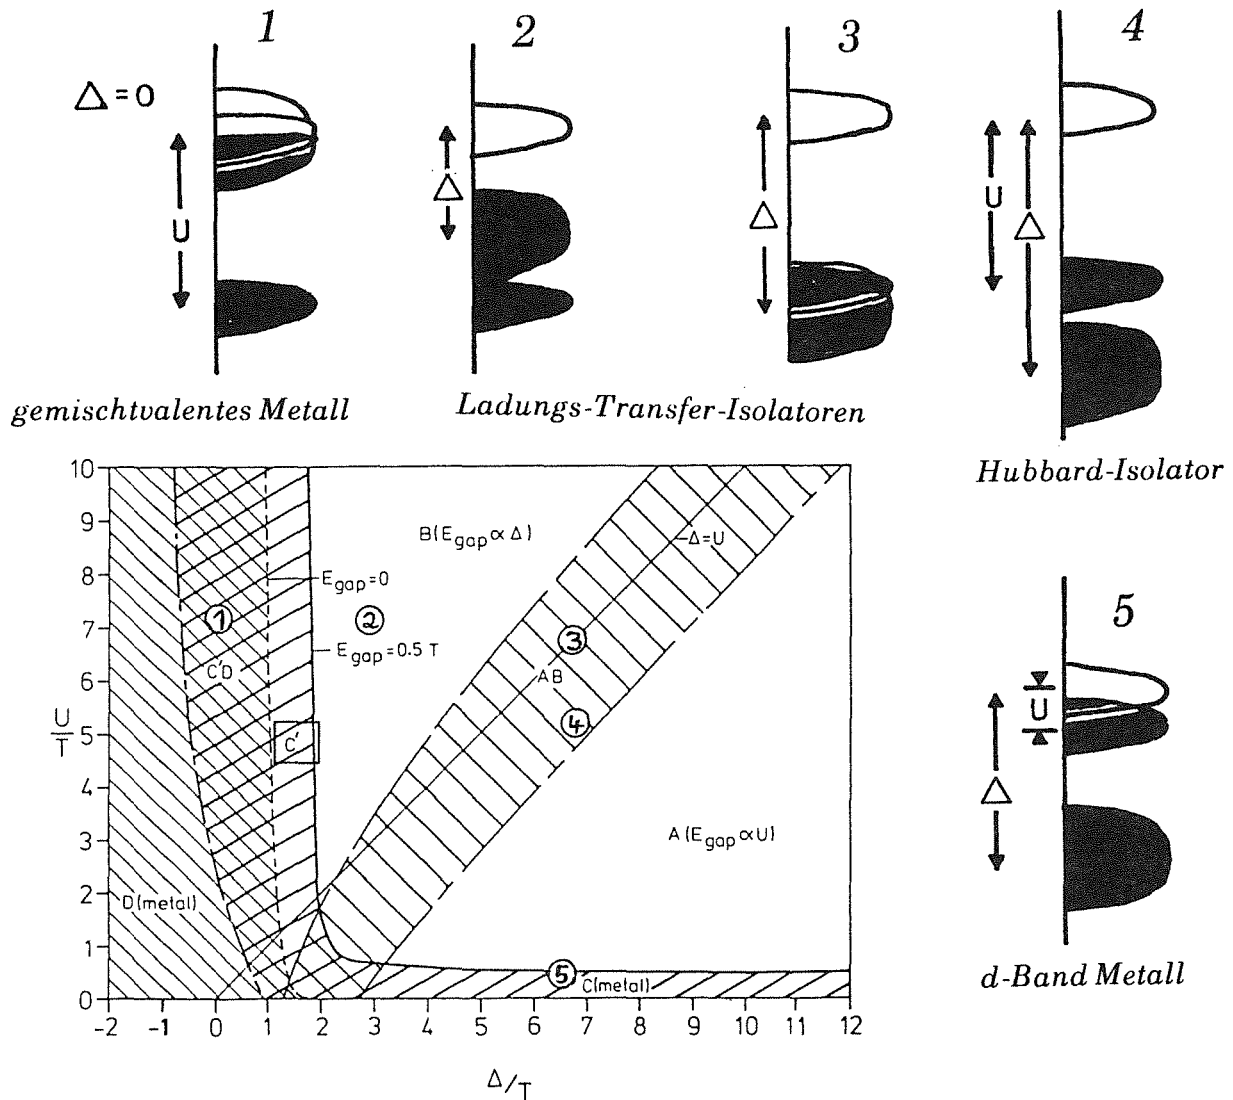 1
2
3
4
Δ = 0
U
Δ
Δ
U
Δ
gemischtvalentes Metall
Ladungs-Transfer-Isolatoren
Hubbard-Isolator
10
9
8
7
6
5
4
3
2
1
0
U/T
B (E_gap ∝ Δ)
Δ=U
E_gap=0
1
2
E_gap=0.5 T
3
C'D
AB
4
C'
A (E_gap ∝ U)
D(metal)
5
C(metal)
-2 -1 0 1 2 3 4 5 6 7 8 9 10 11 12
Δ/T
5
U
Δ
d-Band Metall